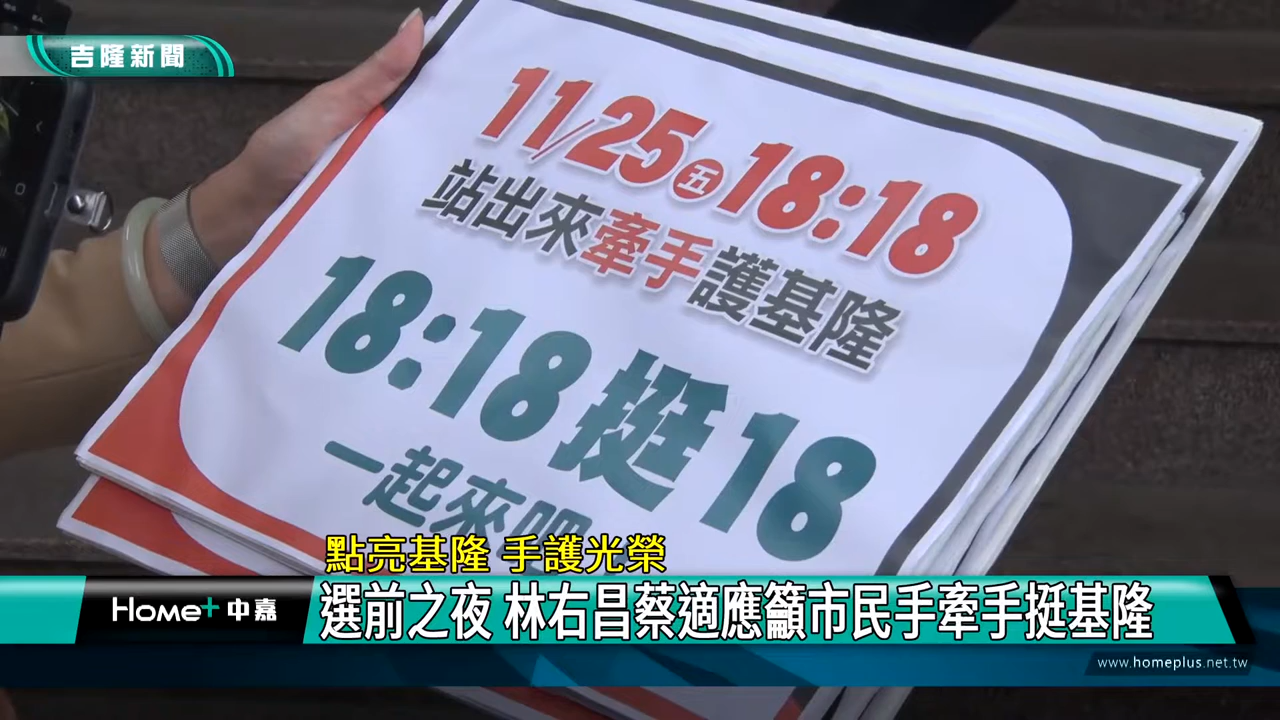 吉隆新聞
11/25㊄18:18
站出來牽手護基隆
18:18挺18
一起來吧
點亮基隆 手護光榮
Home+中嘉
選前之夜 林右昌蔡適應籲市民手牽手挺基隆
www.homeplus.net.tw